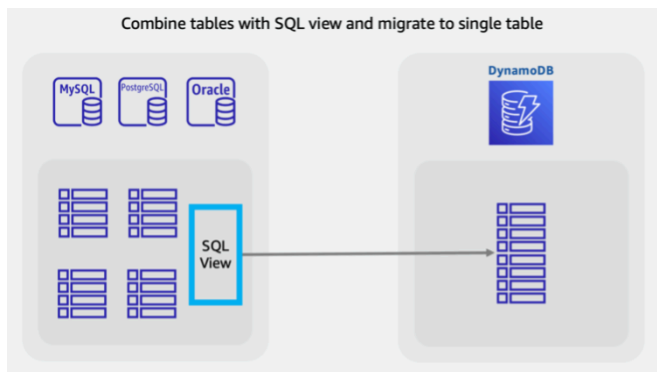 Combine tables with SQL view and migrate to single table
MySQL
PostgreSQL
Oracle
DynamoDB
SQL
View